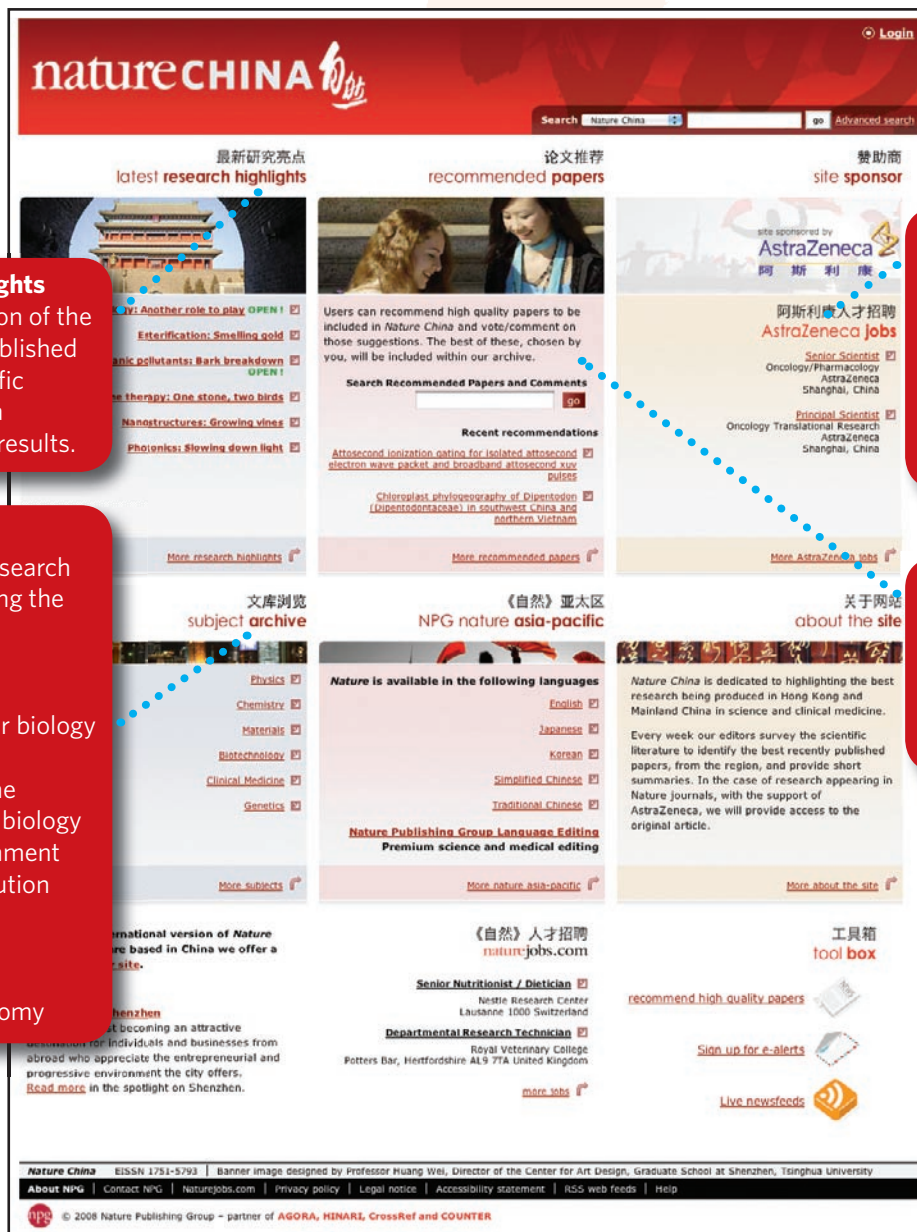 Login
nature CHINA
Search Nature China go Advanced search
最新研究亮点
latest research highlights
Another role to play OPEN!
Esterification: Smelling gold
pollutants: Bark breakdown
OPEN!
therapy: One stone, two birds
Nanostructures: Growing vines
Photonics: Slowing down light
More research highlights
论文推荐
recommended papers
Users can recommend high quality papers to be
included in Nature China and vote/comment on
those suggestions. The best of these, chosen by
you, will be included within our archive.
Search Recommended Papers and Comments
go
Recent recommendations
Attosecond ionization gating for isolated attosecond
electron wave packet and broadband attosecond xuv
pulses
Chloroplast phylogeography of Dipentodon
(Dipentodontaceae) in southwest China and
northern Vietnam
More recommended papers
赞助商
site sponsor
site sponsored by
AstraZeneca
阿斯利康
阿斯利康人才招聘
AstraZeneca jobs
Senior Scientist
Oncology/Pharmacology
AstraZeneca
Shanghai, China
Principal Scientist
Oncology Translational Research
AstraZeneca
Shanghai, China
More AstraZeneca jobs
ghts
on of the
blished
fic
results.
search
ng the
r biology
biology
nment
ution
omy
文库浏览
subject archive
Physics
Chemistry
Materials
Biotechnology
Clinical Medicine
Genetics
More subjects
《自然》亚太区
NPG nature asia-pacific
Nature is available in the following languages
English
Japanese
Korean
Simplified Chinese
Traditional Chinese
Nature Publishing Group Language Editing
Premium science and medical editing
More nature asia-pacific
关于网站
about the site
Nature China is dedicated to highlighting the best
research being produced in Hong Kong and
Mainland China in science and clinical medicine.
Every week our editors survey the scientific
literature to identify the best recently published
papers, from the region, and provide short
summaries. In the case of research appearing in
Nature journals, with the support of
AstraZeneca, we will provide access to the
original article.
More about the site
ernational version of Nature
re based in China we offer a
site.
henzhen
t becoming an attractive
destination for individuals and businesses from
abroad who appreciate the entrepreneurial and
progressive environment the city offers.
Read more in the spotlight on Shenzhen.
《自然》人才招聘
naturejobs.com
Senior Nutritionist / Dietician
Nestle Research Center
Lausanne 1000 Switzerland
Departmental Research Technician
Royal Veterinary College
Potters Bar, Hertfordshire AL9 7TA United Kingdom
more jobs
工具箱
tool box
recommend high quality papers
Sign up for e-alerts
Live newsfeeds
Nature China EISSN 1751-5793 | Banner image designed by Professor Huang Wei, Director of the Center for Art Design, Graduate School at Shenzhen, Tsinghua University
About NPG | Contact NPG | Naturejobs.com | Privacy policy | Legal notice | Accessibility statement | RSS web feeds | Help
npg © 2008 Nature Publishing Group – partner of AGORA, HINARI, CrossRef and COUNTER